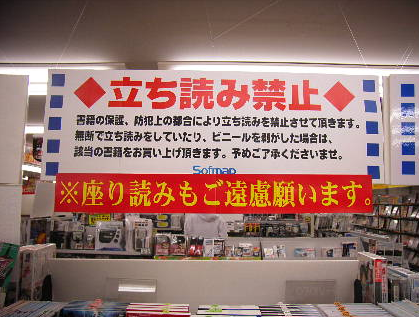 ◆立ち読み禁止◆
書籍の保護、防犯上の都合により立ち読みを禁止させて頂きます。
無断で立ち読みをしていたり、ビニールを剥がした場合は、
該当の書籍をお買い上げ頂きます。予めご了承くださいませ。
Sofmap
※座り読みもご遠慮願います。